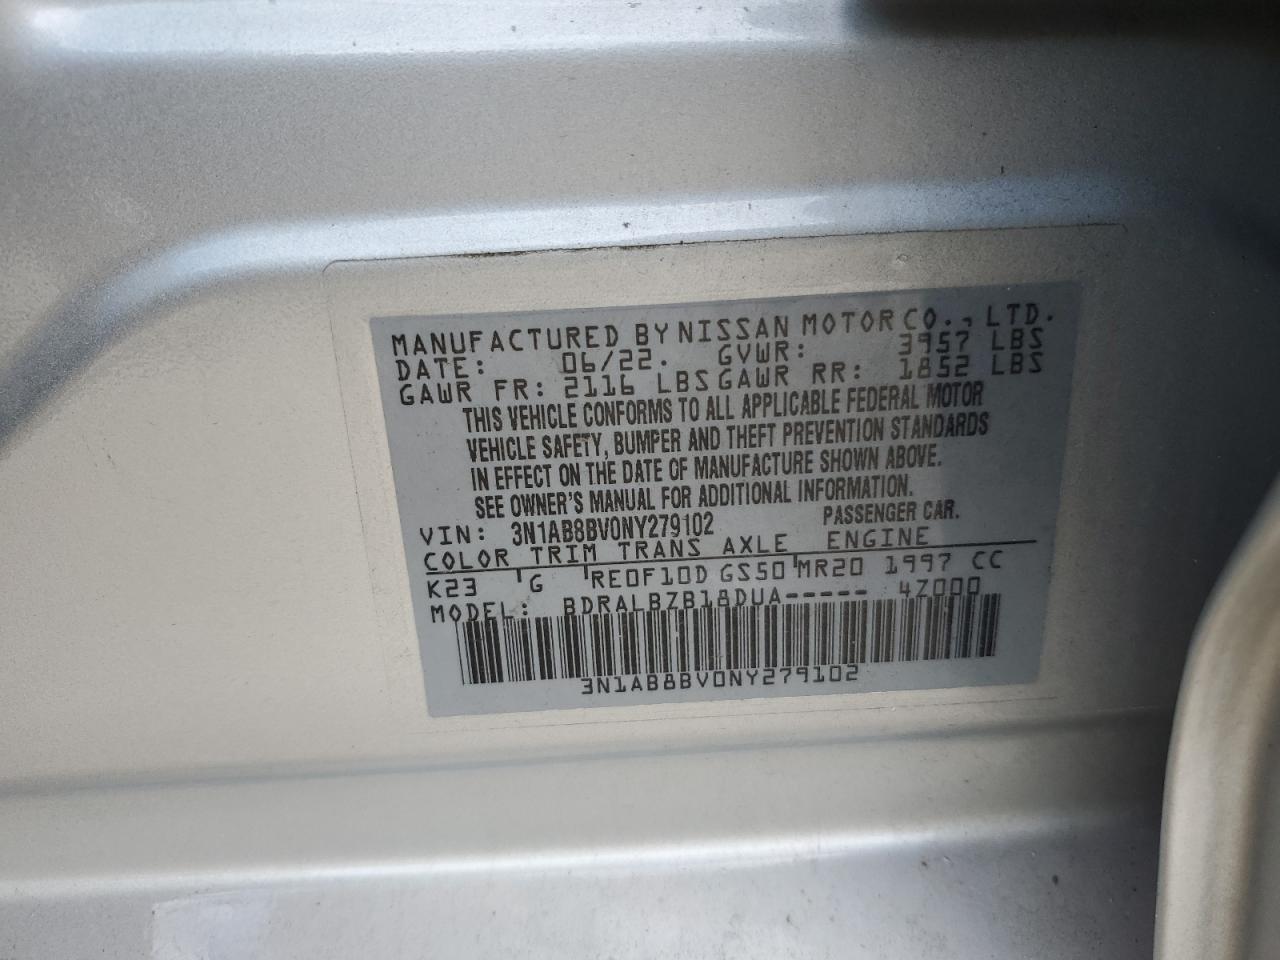 MANUFACTURED BY NISSAN MOTOR CO., LTD.
DATE: 06/22. GVWR: 3957 LBS
GAWR FR: 2116 LBS GAWR RR: 1852 LBS
THIS VEHICLE CONFORMS TO ALL APPLICABLE FEDERAL MOTOR
VEHICLE SAFETY, BUMPER AND THEFT PREVENTION STANDARDS
IN EFFECT ON THE DATE OF MANUFACTURE SHOWN ABOVE.
SEE OWNER'S MANUAL FOR ADDITIONAL INFORMATION.
VIN: 3N1AB8BV0NY279102 PASSENGER CAR.
COLOR TRIM TRANS AXLE ENGINE
K23 G RE0F10D GS50 MR20 1997 CC
MODEL: BDRALBZB18DUA----- 4Z000
3N1AB8BV0NY279102